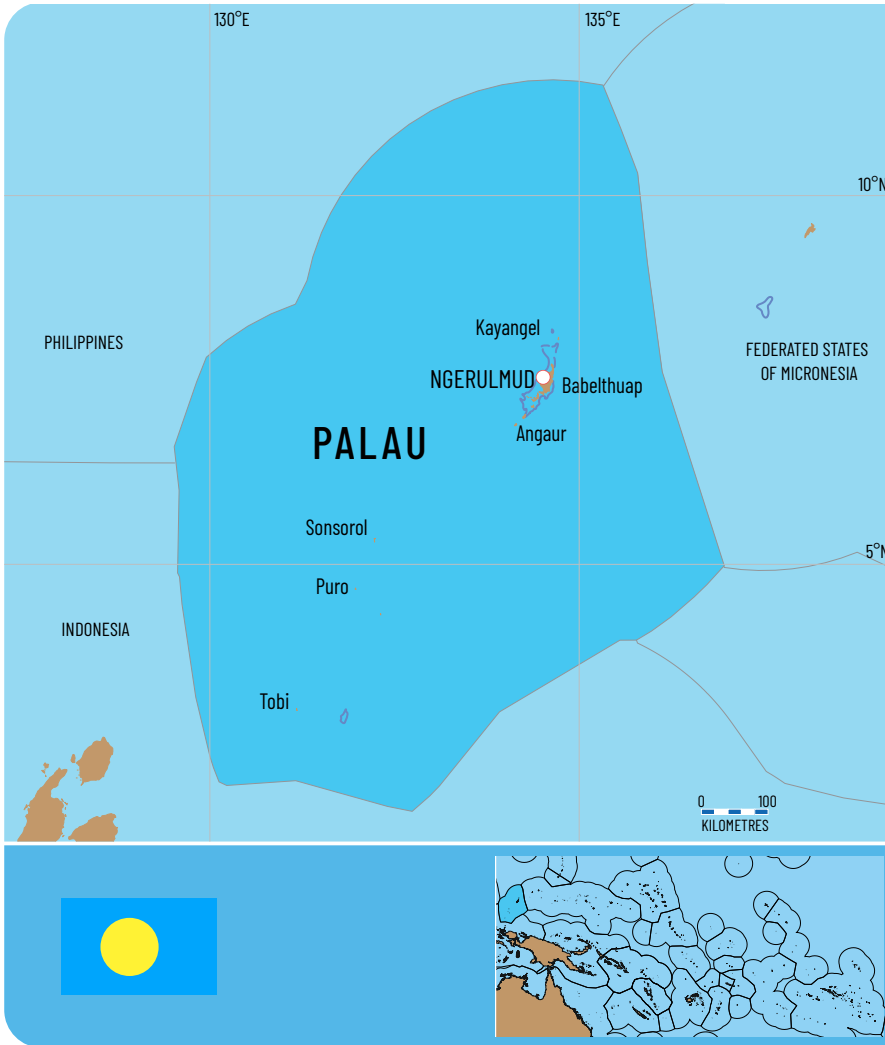 130°E
135°E
10°N
Kayangel
PHILIPPINES
FEDERATED STATES
OF MICRONESIA
NGERULMUD
Babelthuap
Angaur
PALAU
Sonsorol
5°N
Puro
INDONESIA
Tobi
0 100
KILOMETRES